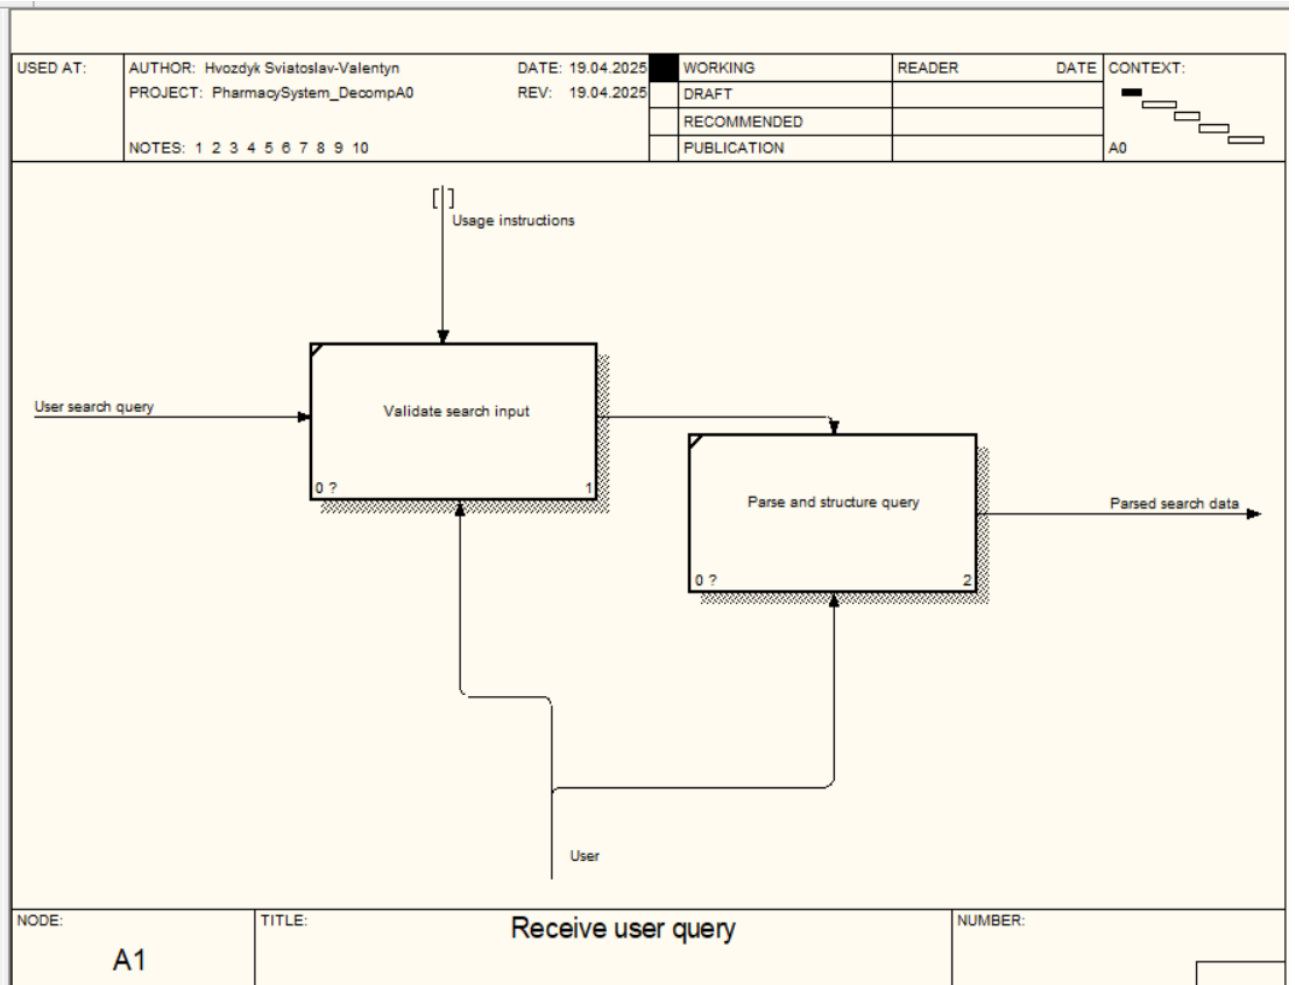 USED AT:
AUTHOR: Hvozdyk Sviatoslav-Valentyn
DATE: 19.04.2025
PROJECT: PharmacySystem_DecompA0
REV: 19.04.2025
NOTES: 1 2 3 4 5 6 7 8 9 10
WORKING
DRAFT
RECOMMENDED
PUBLICATION
READER
DATE
CONTEXT:
A0
[ ]
Usage instructions
User search query
Validate search input
0 ?
1
Parse and structure query
0 ?
2
Parsed search data
User
NODE:
A1
TITLE:
Receive user query
NUMBER: